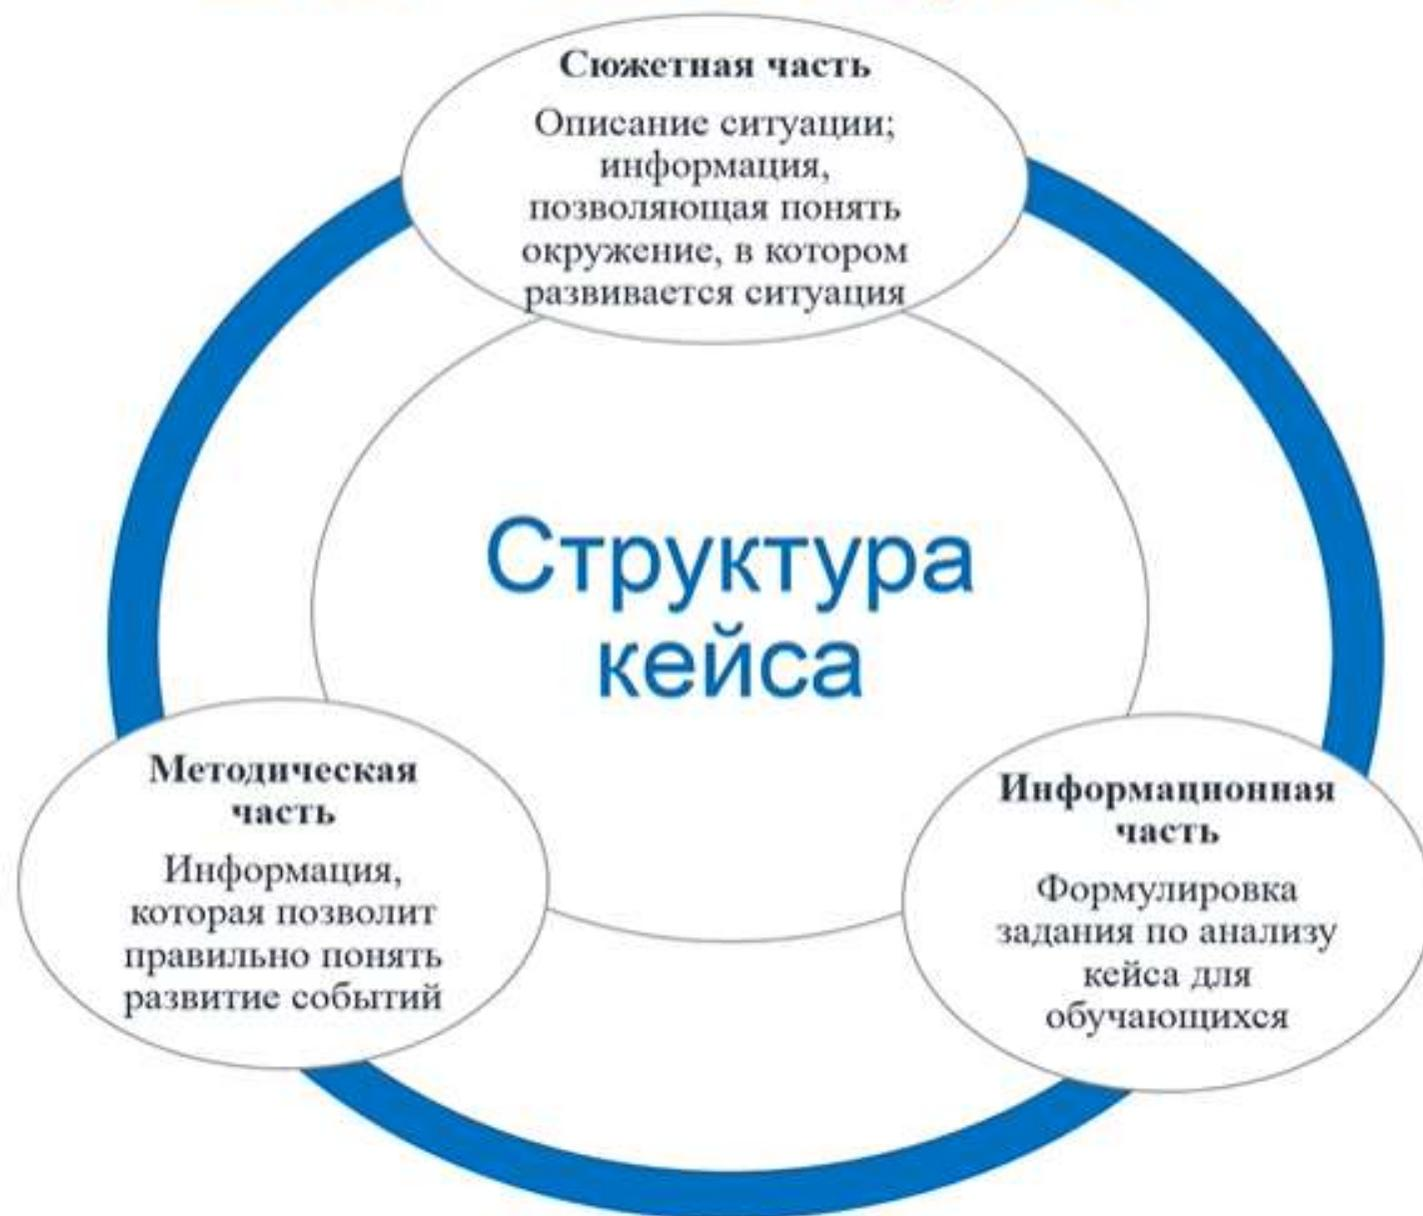 Сюжетная часть
Описание ситуации;
информация,
позволяющая понять
окружение, в котором
развивается ситуация
Структура
кейса
Методическая
часть
Информация,
которая позволит
правильно понять
развитие событий
Информационная
часть
Формулировка
задания по анализу
кейса для
обучающихся